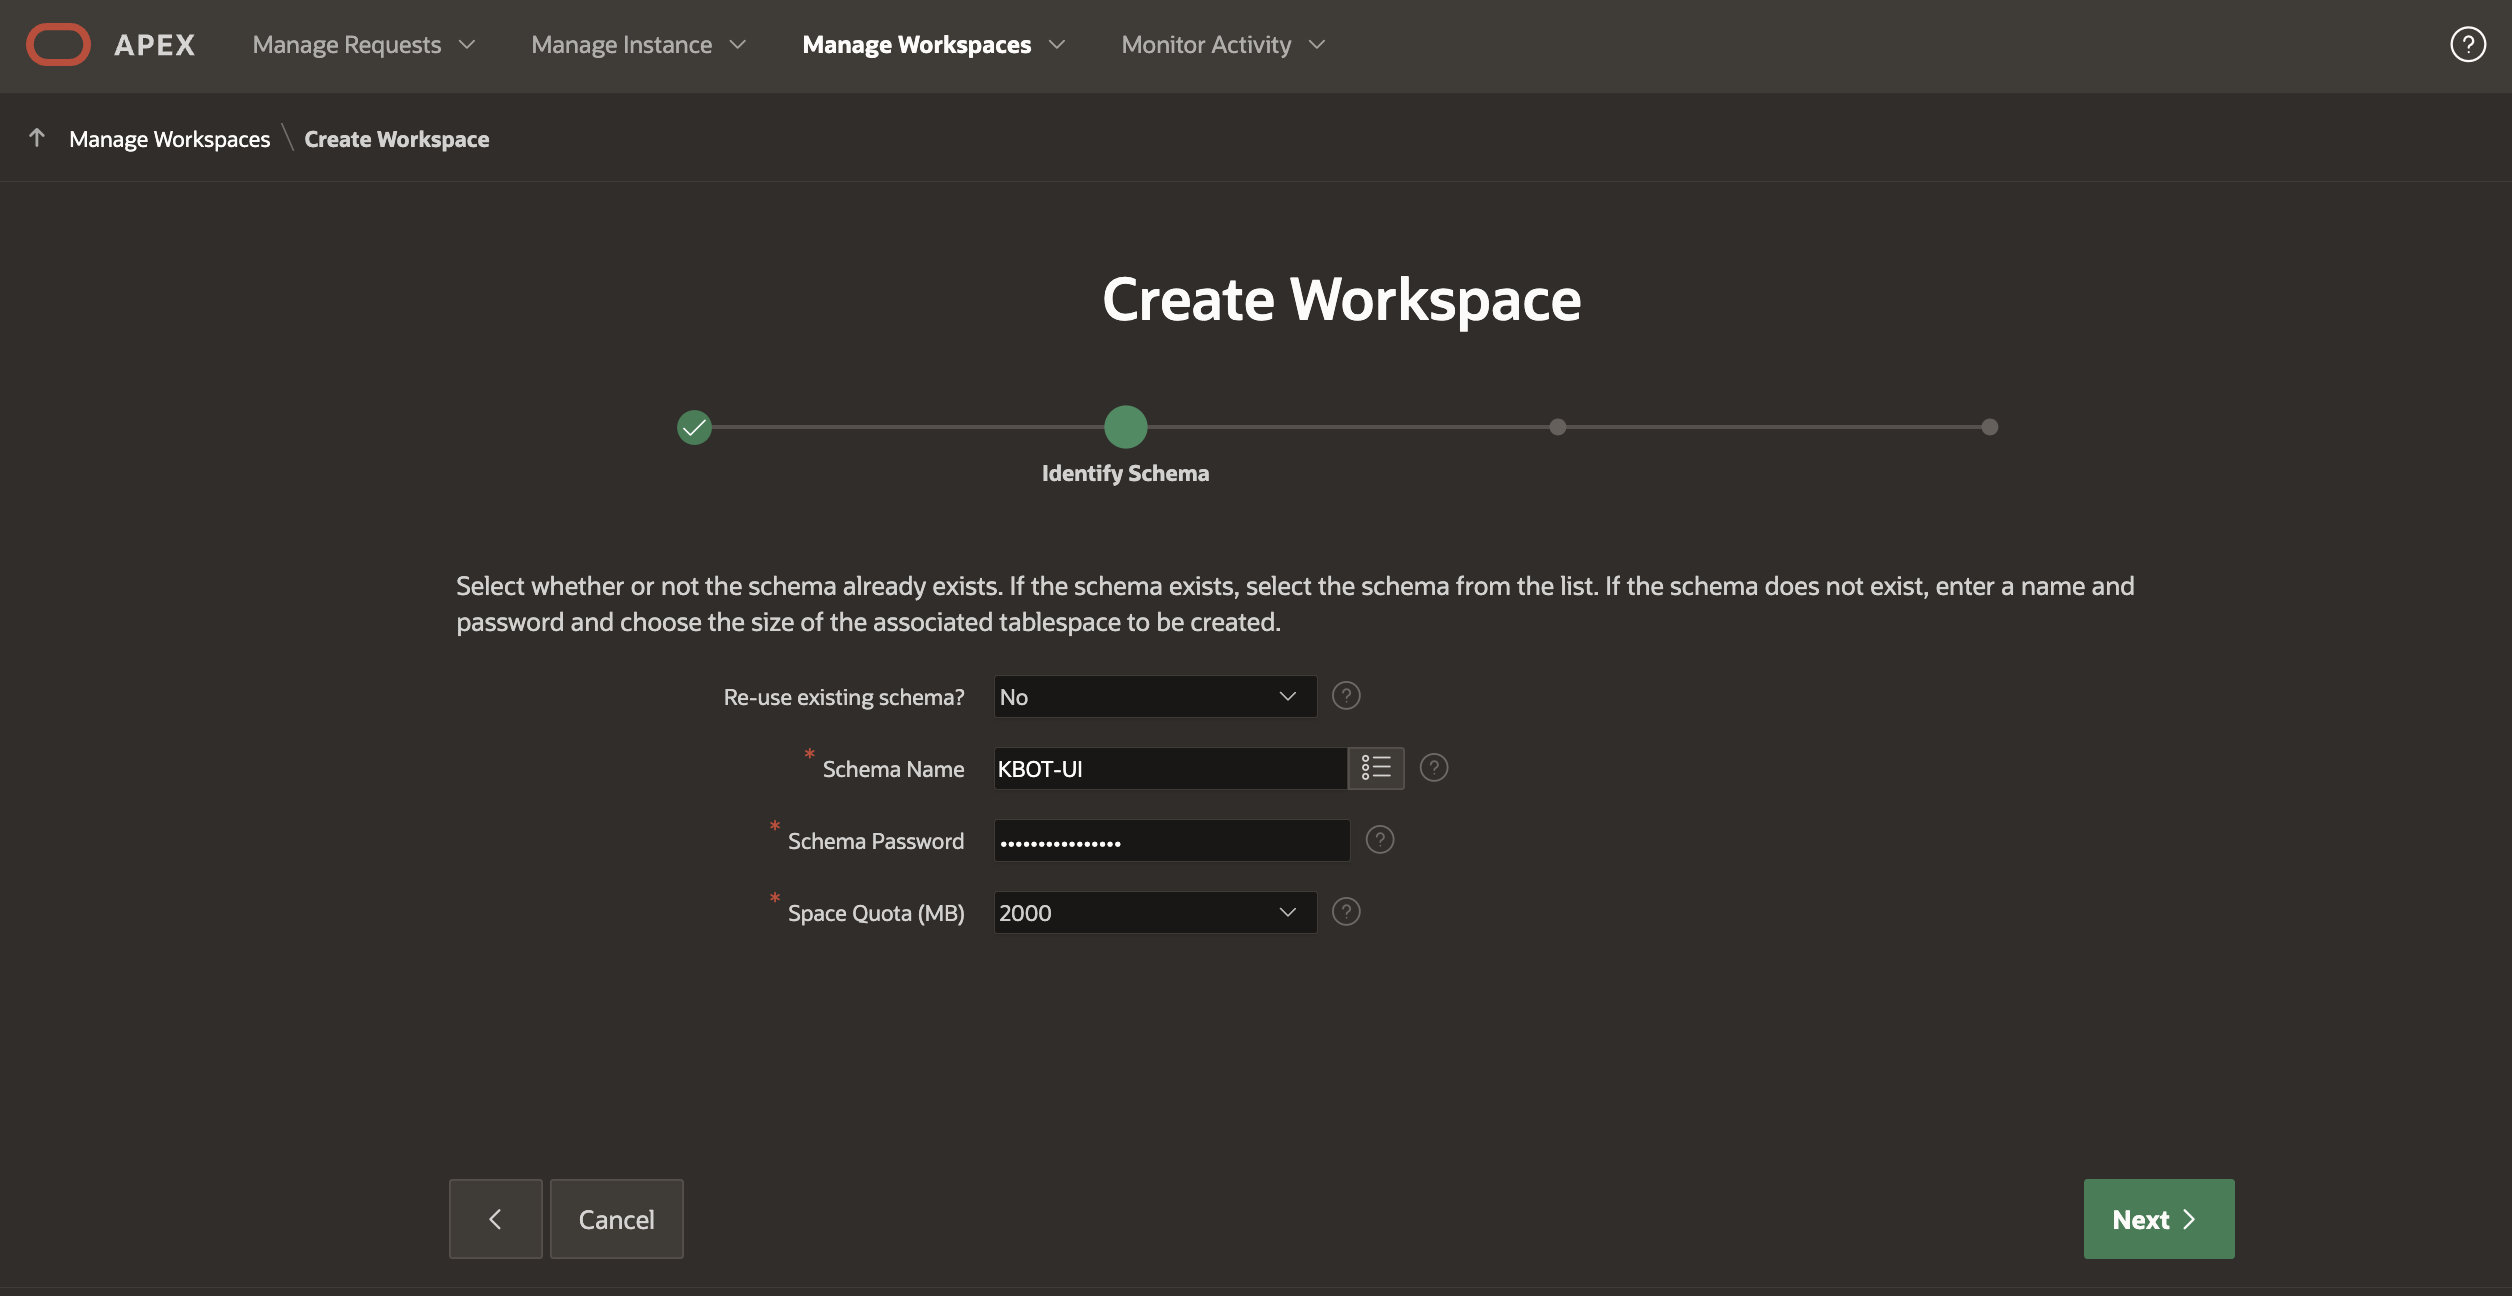 APEX Manage Requests Manage Instance Manage Workspaces Monitor Activity ?
Manage Workspaces \ Create Workspace
Create Workspace
Identify Schema
Select whether or not the schema already exists. If the schema exists, select the schema from the list. If the schema does not exist, enter a name and
password and choose the size of the associated tablespace to be created.
Re-use existing schema? No ?
* Schema Name KBOT-UI ?
* Schema Password •••••••••••••••• ?
* Space Quota (MB) 2000 ?
Cancel Next